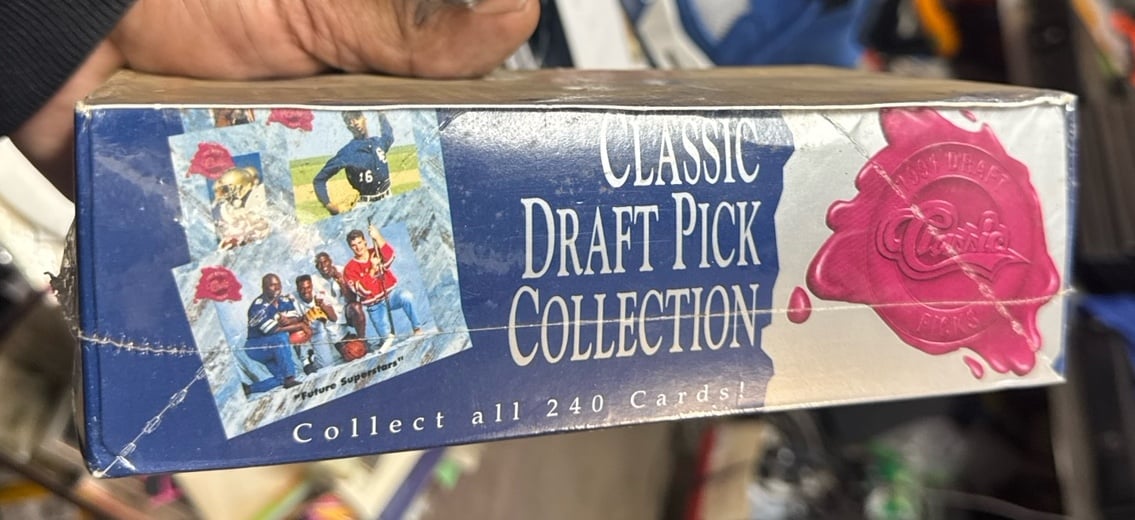 CLASSIC
DRAFT PICK
COLLECTION
Collect all 240 Cards!
"Future Superstars"
16
1991 DRAFT
Classic
PICKS